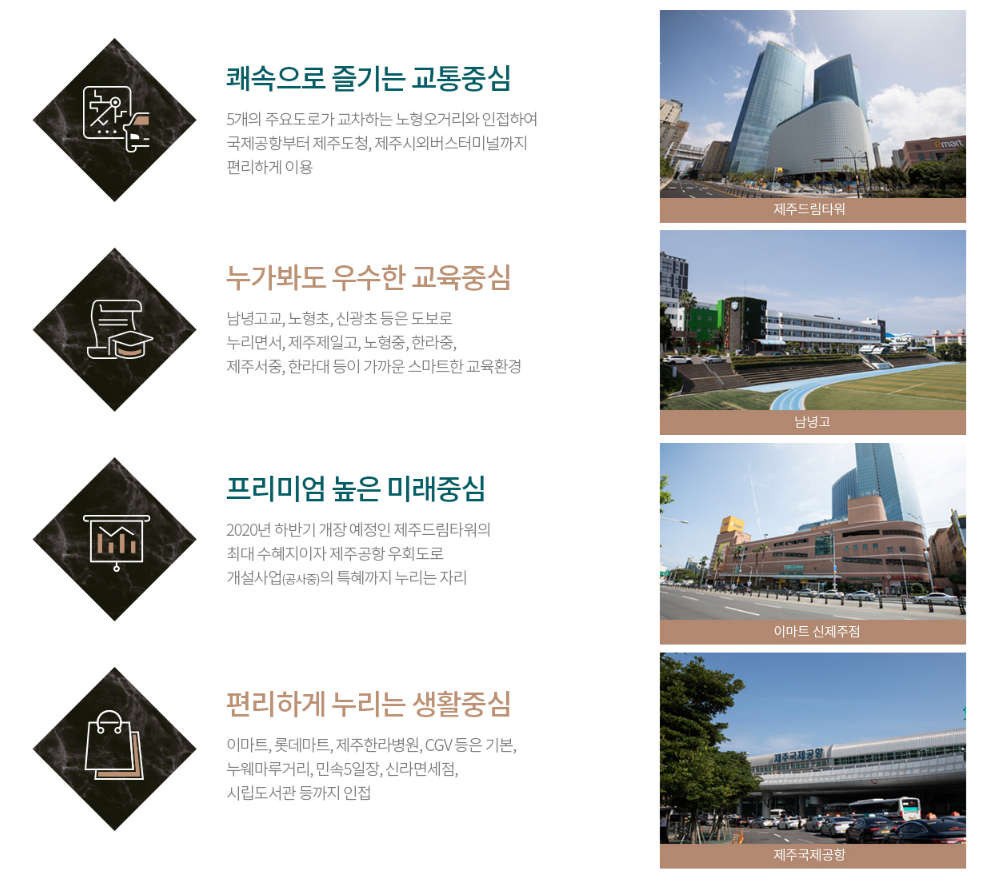 쾌속으로 즐기는 교통중심
5개의 주요도로가 교차하는 노형오거리와 인접하여
국제공항부터 제주도청, 제주시외버스터미널까지
편리하게 이용
emart
제주드림타워
누가봐도 우수한 교육중심
남녕고교, 노형초, 신광초 등은 도보로
누리면서, 제주제일고, 노형중, 한라중,
제주서중, 한라대 등이 가까운 스마트한 교육환경
남녕고
프리미엄 높은 미래중심
2020년 하반기 개장 예정인 제주드림타워의
최대 수혜지이자 제주공항 우회도로
개설사업(공사중)의 특혜까지 누리는 자리
이마트 신제주점
편리하게 누리는 생활중심
이마트, 롯데마트, 제주한라병원, CGV 등은 기본,
누웨마루거리, 민속5일장, 신라면세점,
시립도서관 등까지 인접
제주국제공항
제주국제공항